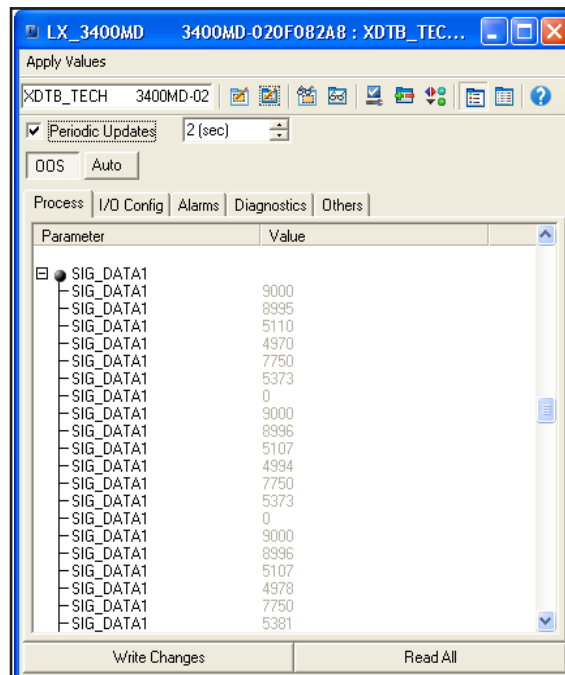 LX_3400MD 3400MD-020F082A8 : XDTB_TEC...
Apply Values
XDTB_TECH 3400MD-02
Periodic Updates 2 (sec)
OOS Auto
Process I/O Config Alarms Diagnostics Others
Parameter Value
SIG_DATA1
SIG_DATA1 9000
SIG_DATA1 8995
SIG_DATA1 5110
SIG_DATA1 4970
SIG_DATA1 7750
SIG_DATA1 5373
SIG_DATA1 0
SIG_DATA1 9000
SIG_DATA1 8996
SIG_DATA1 5107
SIG_DATA1 4994
SIG_DATA1 7750
SIG_DATA1 5373
SIG_DATA1 0
SIG_DATA1 9000
SIG_DATA1 8996
SIG_DATA1 5107
SIG_DATA1 4978
SIG_DATA1 7750
SIG_DATA1 5381
Write Changes Read All